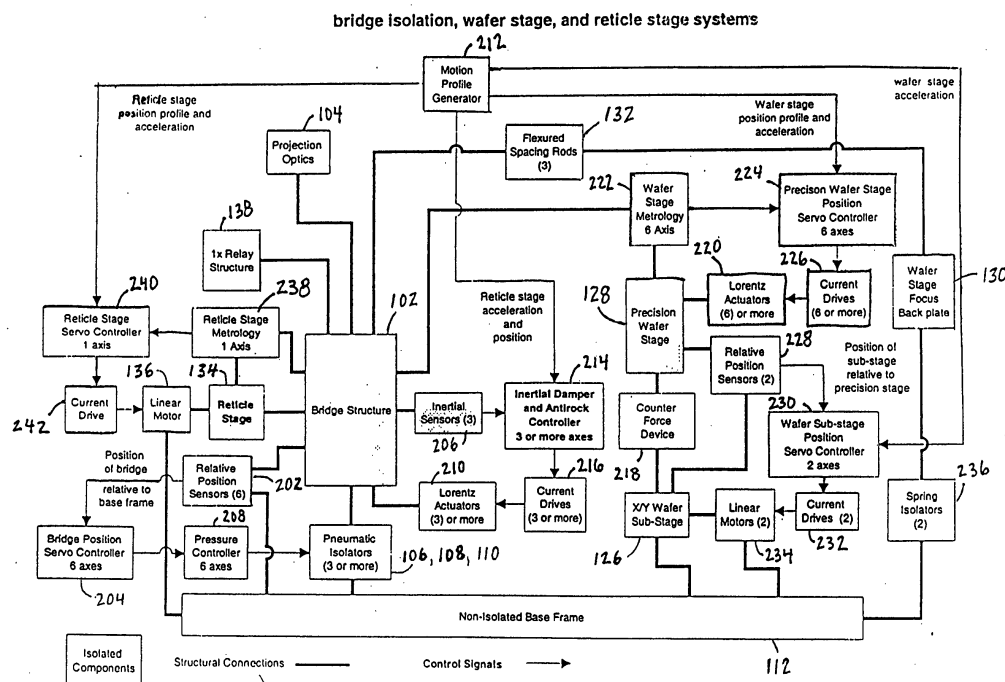 bridge isolation, wafer stage, and reticle stage systems
212
Motion
Profile
Generator
wafer stage
acceleration
Reticle stage
position profile and
acceleration
Wafer stage
position profile and
acceleration
104
Projection
Optics
132
Flexured
Spacing Rods
(3)
222
Wafer
Stage
Metrology
6 Axis
224
Precison Wafer Stage
Position
Servo Controller
6 axes
138
1x Relay
Structure
220
Lorentz
Actuators
(6) or more
226
Current
Drives
(6 or more)
Wafer
Stage
Focus
Back plate
130
240
Reticle Stage
Servo Controller
1 axis
238
Reticle Stage
Metrology
1 Axis
102
Bridge Structure
Reticle stage
acceleration
and
position
128
Precision
Wafer
Stage
228
Relative
Position
Sensors (2)
Position of
sub-stage
relative to
precision stage
242
Current
Drive
136
Linear
Motor
134
Reticle
Stage
Inertial
Sensors (3)
206
214
Inertial Damper
and Antirock
Controller
3 or more axes
Counter
Force
Device
218
230
Wafer Sub-stage
Position
Servo Controller
2 axes
Position
of bridge
relative to
base frame
Relative
Position
Sensors (6)
202
210
Lorentz
Actuators
(3) or more
216
Current
Drives
(3 or more)
X/Y Wafer
Sub-Stage
126
Linear
Motors (2)
234
Current
Drives (2)
232
Spring
Isolators
(2)
236
Bridge Position
Servo Controller
6 axes
204
208
Pressure
Controller
6 axes
Pneumatic
Isolators
(3 or more)
106, 108, 110
Non-Isolated Base Frame
112
Isolated
Components
Structural Connections
Control Signals